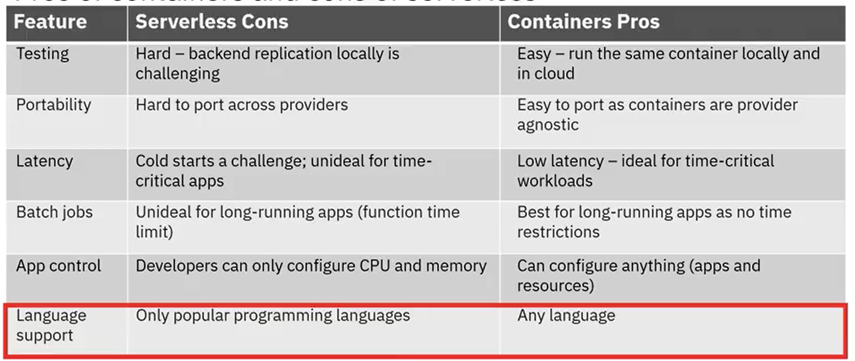 Feature Serverless Cons Containers Pros
Testing Hard – backend replication locally is challenging Easy – run the same container locally and in cloud
Portability Hard to port across providers Easy to port as containers are provider agnostic
Latency Cold starts a challenge; unideal for time-critical apps Low latency – ideal for time-critical workloads
Batch jobs Unideal for long-running apps (function time limit) Best for long-running apps as no time restrictions
App control Developers can only configure CPU and memory Can configure anything (apps and resources)
Language support Only popular programming languages Any language